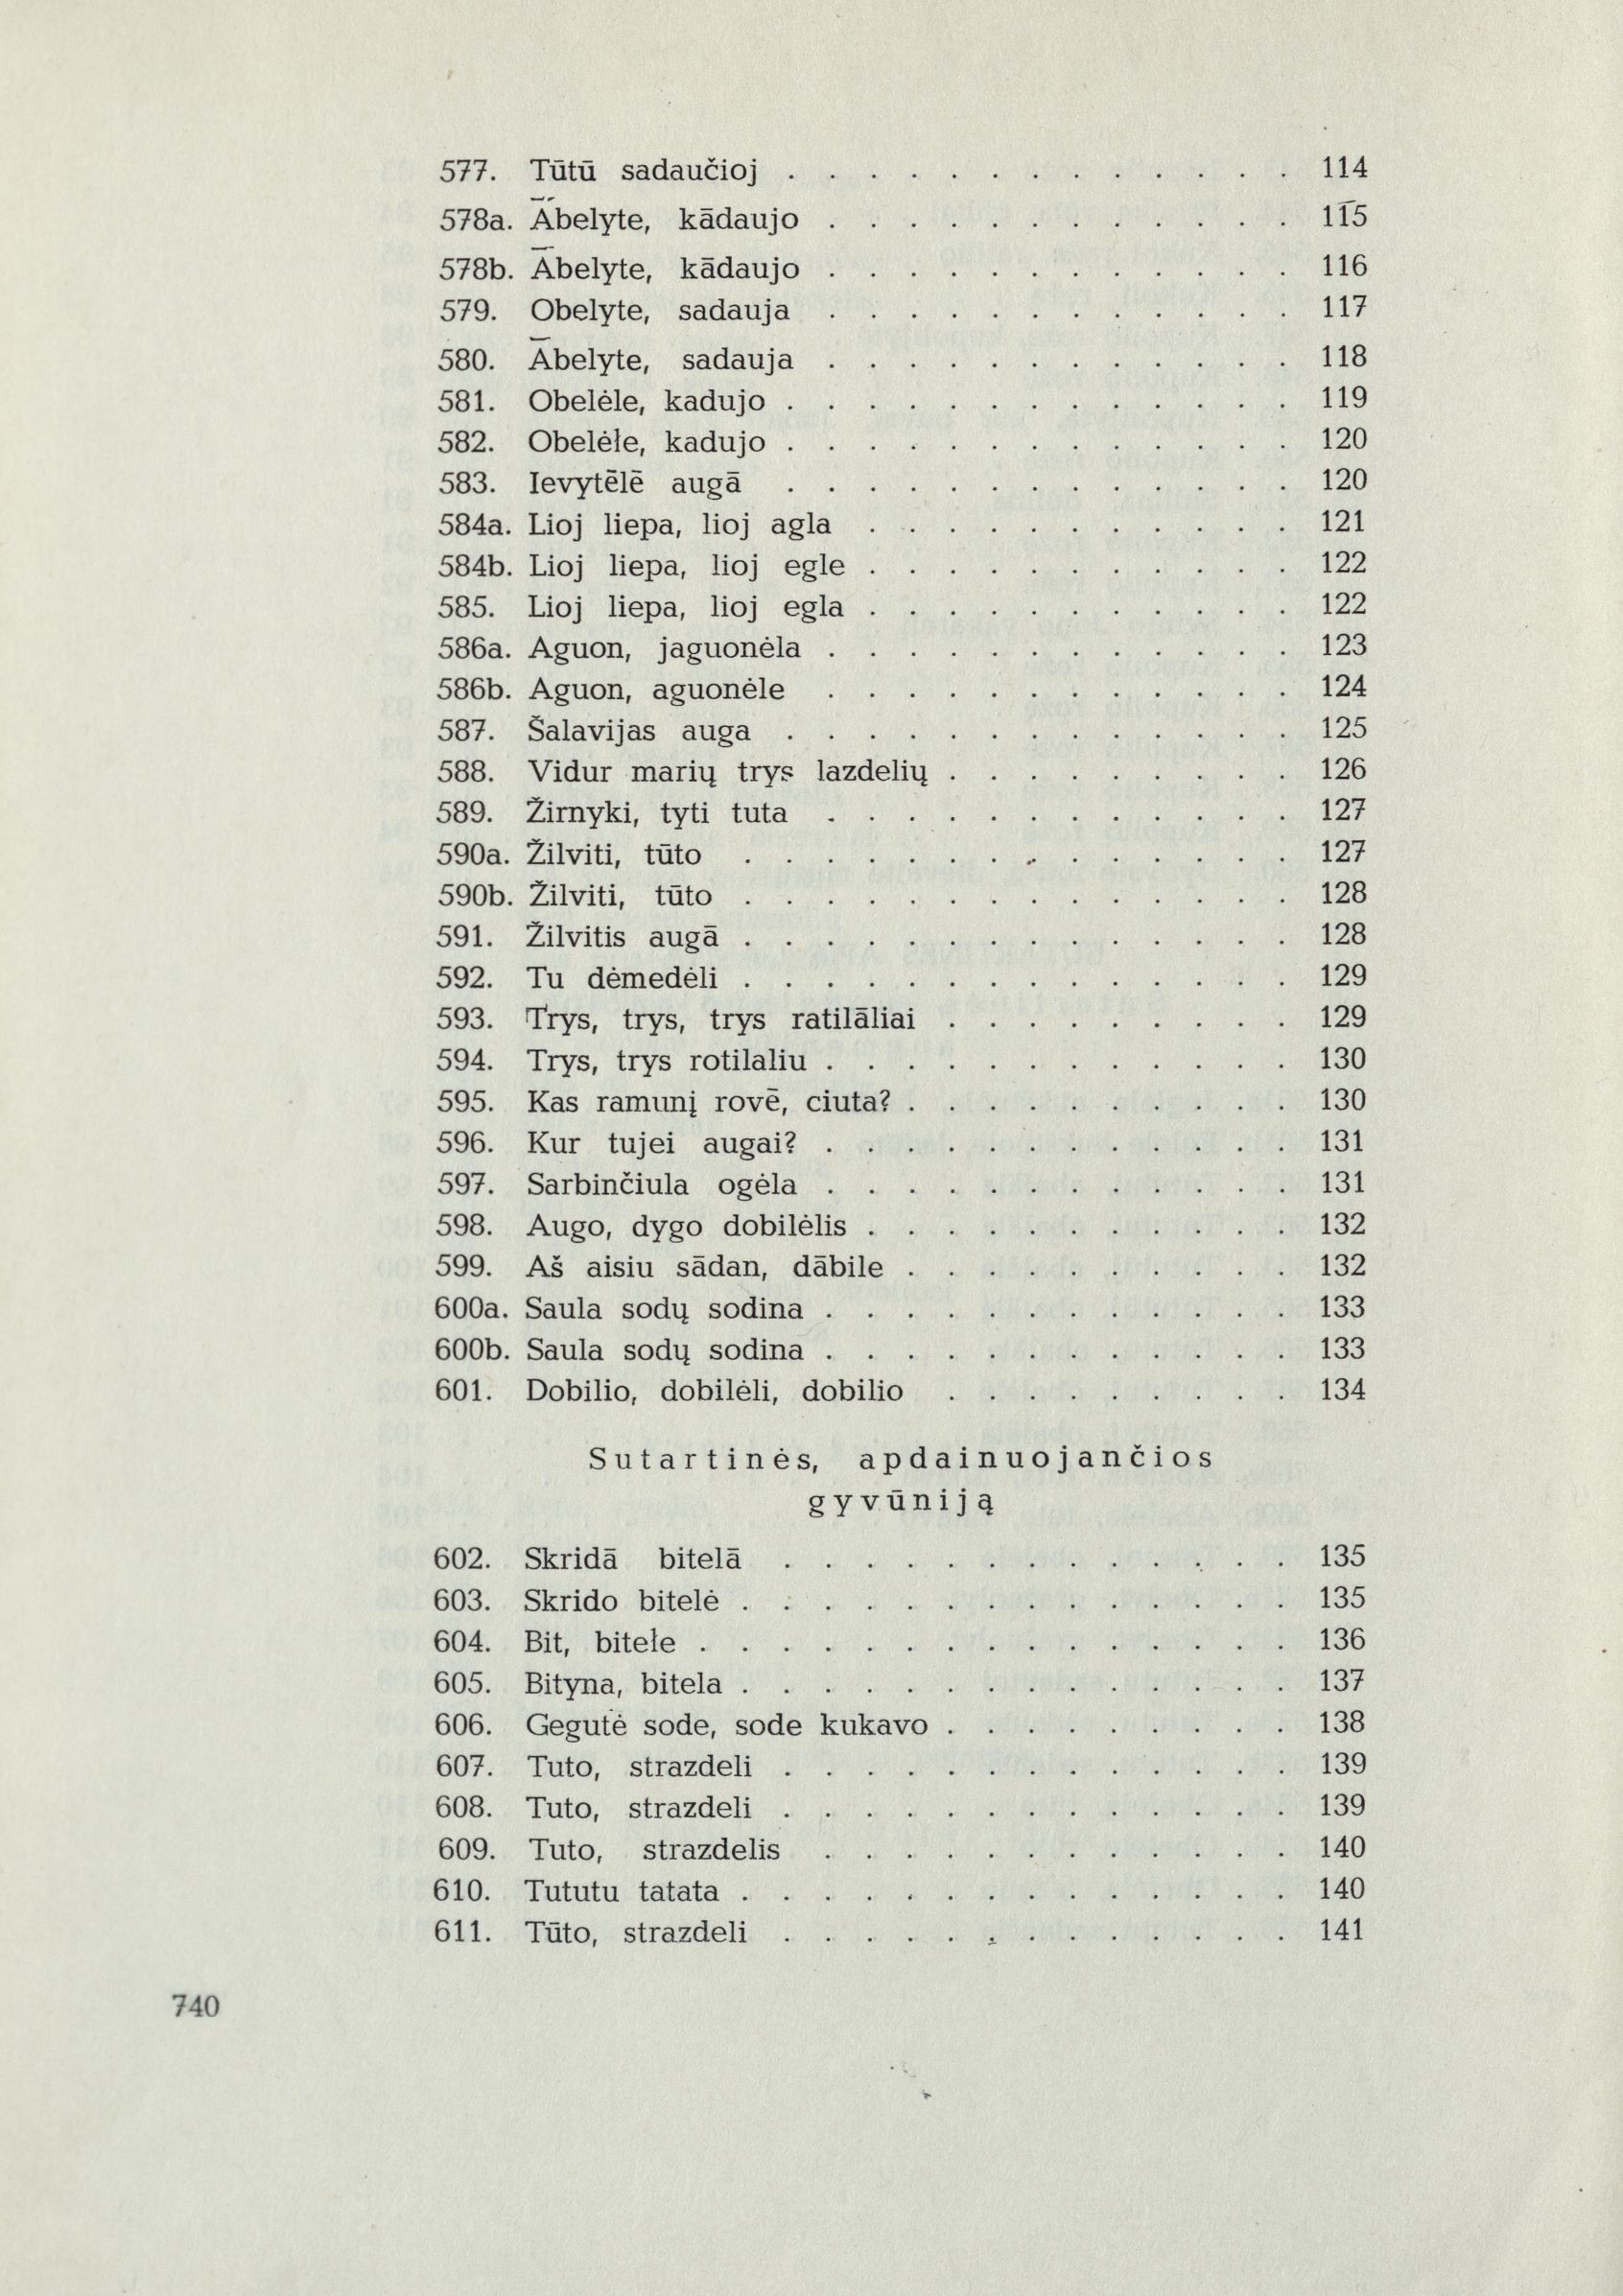 577. Tūtū sadaučioj . . . . . . . . . . . . . 114
578a. Ābelyte, kādaujo . . . . . . . . . . . . 115
578b. Ābelyte, kādaujo . . . . . . . . . . . . 116
579. Obelyte, sadauja . . . . . . . . . . . . 117
580. Ābelyte, sadauja . . . . . . . . . . . . 118
581. Obelėle, kadujo . . . . . . . . . . . . . 119
582. Obelėle, kadujo . . . . . . . . . . . . . 120
583. Ievytēlē augā . . . . . . . . . . . . . 120
584a. Lioj liepa, lioj agla . . . . . . . . . . . 121
584b. Lioj liepa, lioj egle . . . . . . . . . . . 122
585. Lioj liepa, lioj egla . . . . . . . . . . . 122
586a. Aguon, jaguonėla . . . . . . . . . . . . 123
586b. Aguon, aguonėle . . . . . . . . . . . . 124
587. Šalavijas auga . . . . . . . . . . . . . 125
588. Vidur marių trys lazdelių . . . . . . . . . 126
589. Žirnyki, tyti tuta . . . . . . . . . . . . 127
590a. Žilviti, tūto . . . . . . . . . . . . . . 127
590b. Žilviti, tūto . . . . . . . . . . . . . . 128
591. Žilvitis augā . . . . . . . . . . . . . . 128
592. Tu dėmedėli . . . . . . . . . . . . . . 129
593. Trys, trys, trys ratilāliai . . . . . . . . . 129
594. Trys, trys rotilaliu . . . . . . . . . . . . 130
595. Kas ramunį rovē, ciuta? . . . . . . . . . . 130
596. Kur tujei augai? . . . . . . . . . . . . 131
597. Sarbinčiula ogėla . . . . . . . . . . . . 131
598. Augo, dygo dobilėlis . . . . . . . . . . . 132
599. Aš aisiu sādan, dābile . . . . . . . . . . 132
600a. Saula sodų sodina . . . . . . . . . . . . 133
600b. Saula sodų sodina . . . . . . . . . . . . 133
601. Dobilio, dobilėli, dobilio . . . . . . . . . 134
Sutartinės, apdainuojančios
gyvūniją
602. Skridā bitelā . . . . . . . . . . . . . 135
603. Skrido bitelė . . . . . . . . . . . . . . 135
604. Bit, bitele . . . . . . . . . . . . . . . 136
605. Bityna, bitela . . . . . . . . . . . . . . 137
606. Gegutė sode, sode kukavo . . . . . . . . . 138
607. Tuto, strazdeli . . . . . . . . . . . . . 139
608. Tuto, strazdeli . . . . . . . . . . . . . 139
609. Tuto, strazdelis . . . . . . . . . . . . 140
610. Tututu tatata . . . . . . . . . . . . . . 140
611. Tūto, strazdeli . . . . . . . . . . . . . 141
740